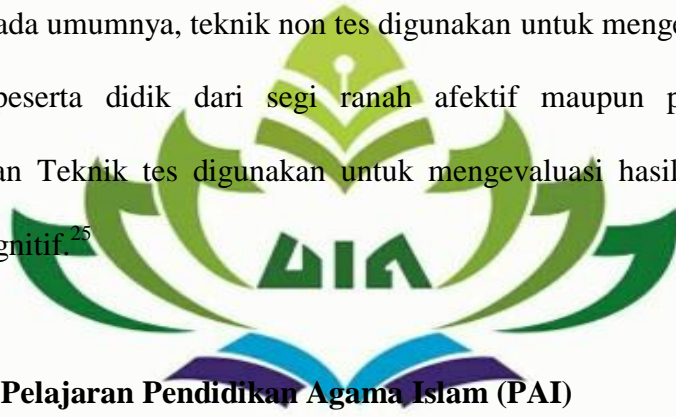 ada umumnya, teknik non tes digunakan untuk
peserta didik dari segi ranah afektif maupun
an Teknik tes digunakan untuk mengevaluasi hasil
gnitif.²⁵
UIN
Pelajaran Pendidikan Agama Islam (PAI)